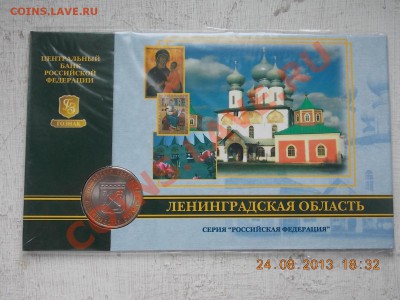 COINS.LAVE.RU
ЦЕНТРАЛЬНЫЙ
БАНК
РОССИЙСКОЙ
ФЕДЕРАЦИИ
ГОЗНАК
ЛЕНИНГРАДСКАЯ ОБЛАСТЬ
СЕРИЯ "РОССИЙСКАЯ ФЕДЕРАЦИЯ"
24.08.2013 18:32